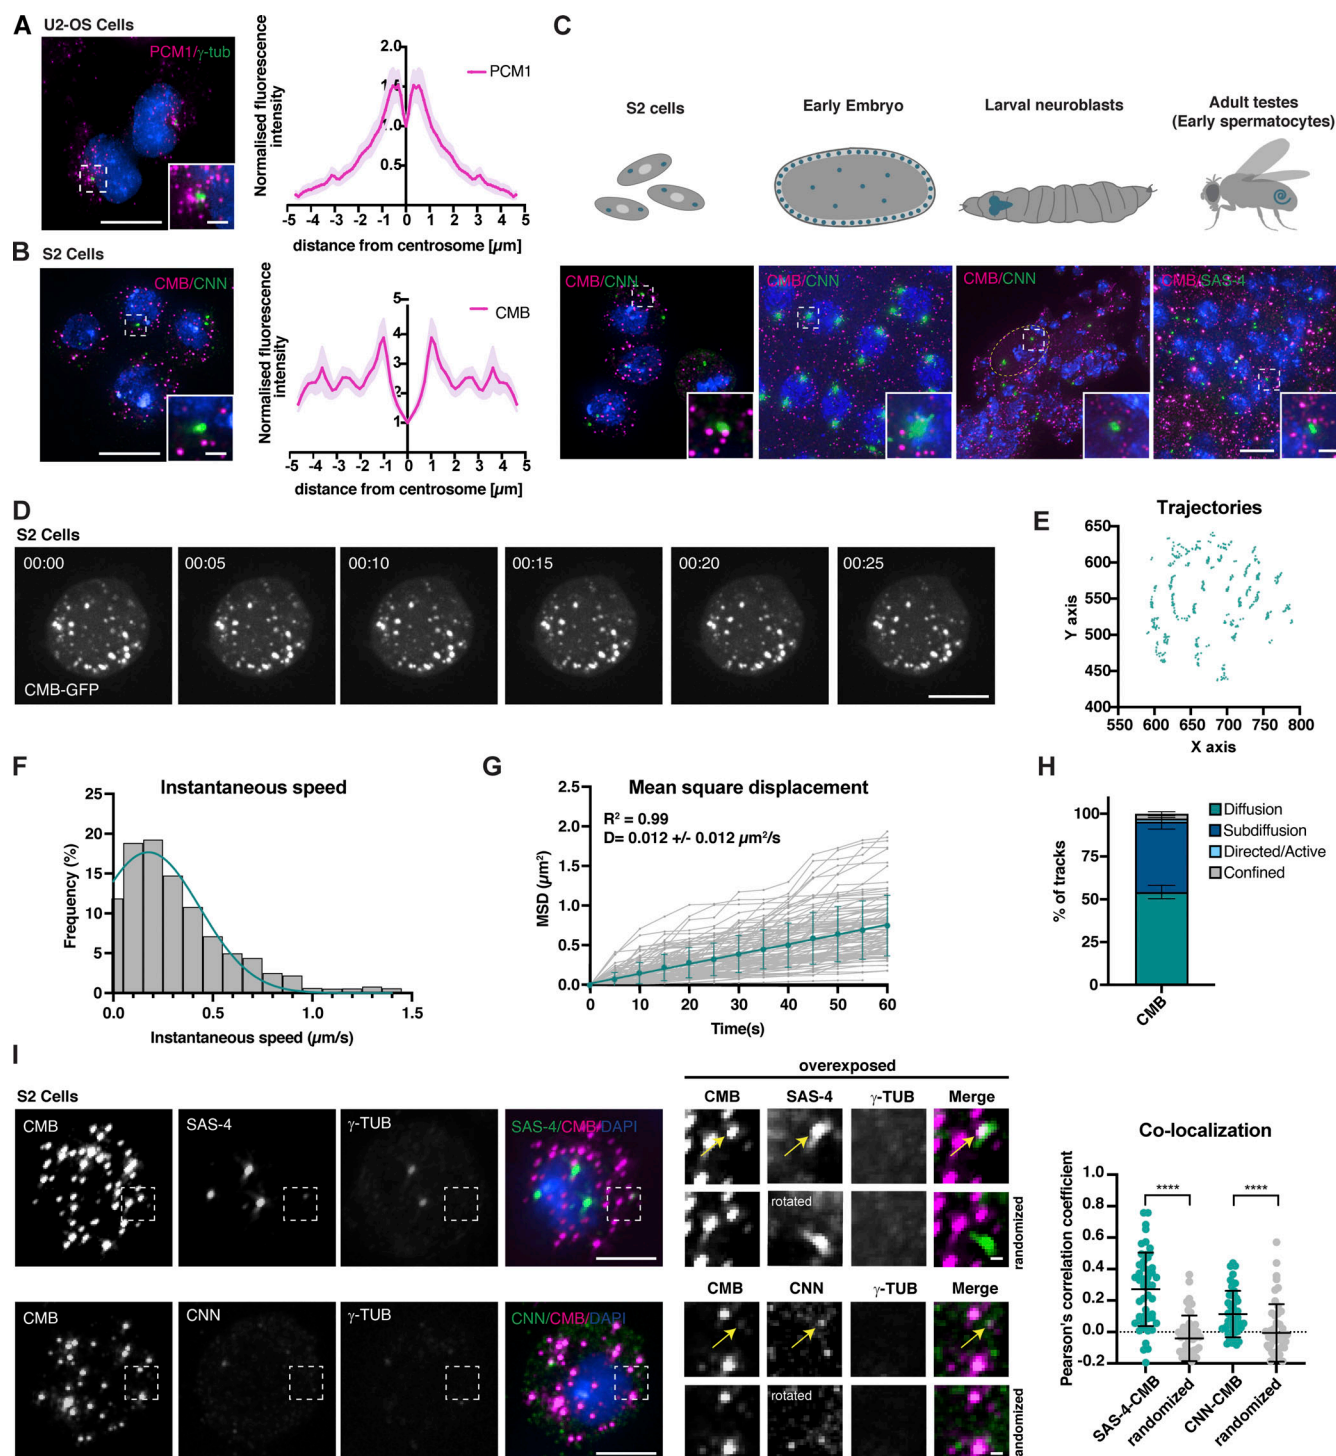 A
U2-OS Cells
PCM1/γ-tub
Normalised fluorescence
intensity
2.0
1.5
1.0
0.5
PCM1
-5 -4 -3 -2 -1 0 1 2 3 4 5
distance from centrosome [µm]
B
S2 Cells
CMB/CNN
Normalized fluorescence
intensity
5
4
3
2
1
CMB
-5 -4 -3 -2 -1 0 1 2 3 4 5
distance from centrosome [µm]
C
S2 cells
Early Embryo
Larval neuroblasts
Adult testes
(Early spermatocytes)
CMB/CNN
CMB/CNN
CMB/CNN
CMB/SAS-4
D
S2 Cells
00:00
00:05
00:10
00:15
00:20
00:25
CMB-GFP
E
Trajectories
Y axis
650
600
550
500
450
400
550 600 650 700 750 800
X axis
F
Instantaneous speed
Frequency (%)
25
20
15
10
5
0
0.0 0.5 1.0 1.5
Instantaneous speed (µm/s)
G
Mean square displacement
R² = 0.99
D= 0.012 +/- 0.012 µm²/s
MSD (µm²)
2.5
2.0
1.5
1.0
0.5
0.0
0 10 20 30 40 50 60
Time(s)
H
% of tracks
100
75
50
25
0
CMB
Diffusion
Subdiffusion
Directed/Active
Confined
I
S2 Cells
CMB
SAS-4
γ-TUB
SAS-4/CMB/DAPI
CMB
CNN
γ-TUB
CNN/CMB/DAPI
overexposed
CMB SAS-4 γ-TUB Merge
rotated
randomized
CMB CNN γ-TUB Merge
rotated
randomized
Co-localization
Pearson's correlation coefficient
1.0
0.8
0.6
0.4
0.2
0.0
-0.2
**** ****
SAS-4-CMB
randomized
CNN-CMB
randomized